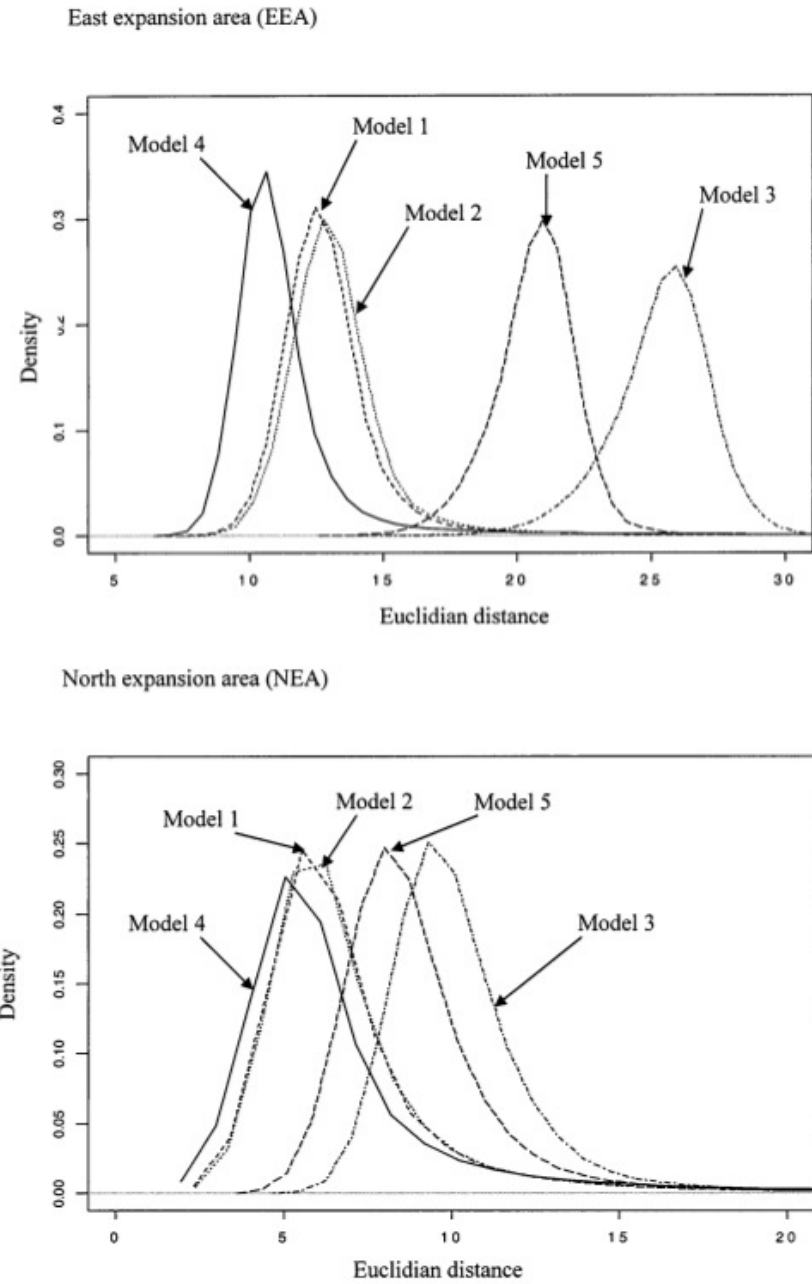 East expansion area (EEA)
Model 4
Model 1
Model 2
Model 5
Model 3
Density
0.0
0.1
0.2
0.3
0.4
5
10
15
20
25
30
Euclidian distance
North expansion area (NEA)
Model 1
Model 2
Model 5
Model 4
Model 3
Density
0.00
0.05
0.10
0.15
0.20
0.25
0.30
0
5
10
15
20
Euclidian distance